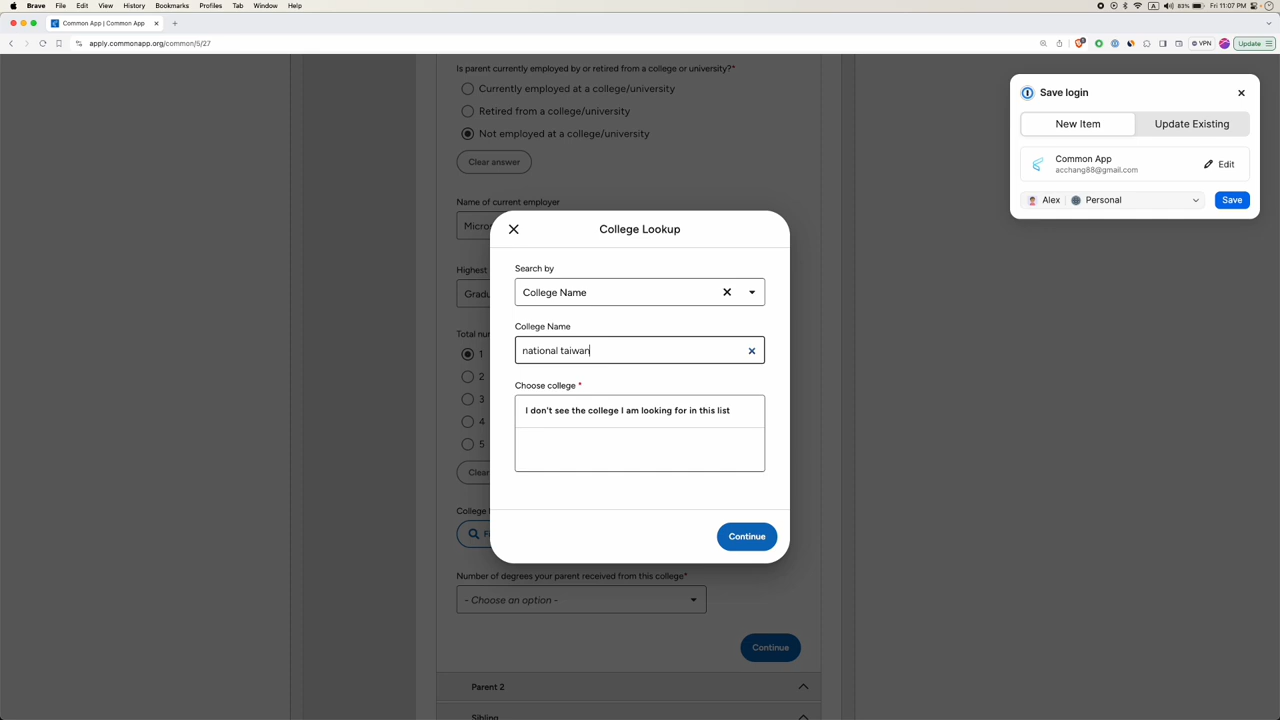 Brave File Edit View History Bookmarks Profiles Tab Window Help
A 83% Fri 11:07 PM
Common App | Common App
apply.commonapp.org/common/5/27
VPN Update
Is parent currently employed by or retired from a college or university?*
Currently employed at a college/university
Retired from a college/university
Not employed at a college/university
Clear answer
Name of current employer
Micros
Highest
Gradu
Total nu
1
2
3
4
5
Clear
College
Fi
Number of degrees your parent received from this college*
- Choose an option -
Continue
Parent 2
Sibling
College Lookup
Search by
College Name
College Name
national taiwan
Choose college *
I don't see the college I am looking for in this list
Continue
Save login
New Item Update Existing
Common App
acchang88@gmail.com
Edit
Alex Personal Save